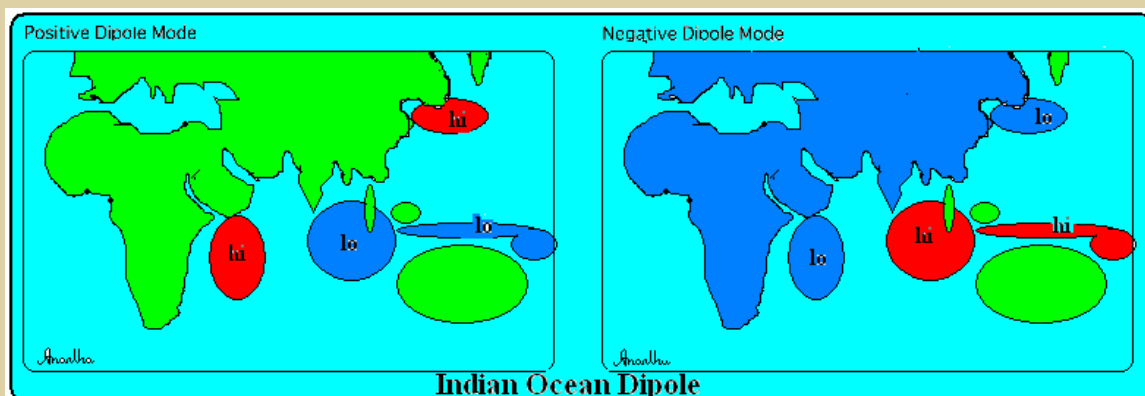 Positive Dipole Mode
hi
lo
hi
lo
Negative Dipole Mode
lo
hi
hi
lo
Indian Ocean Dipole